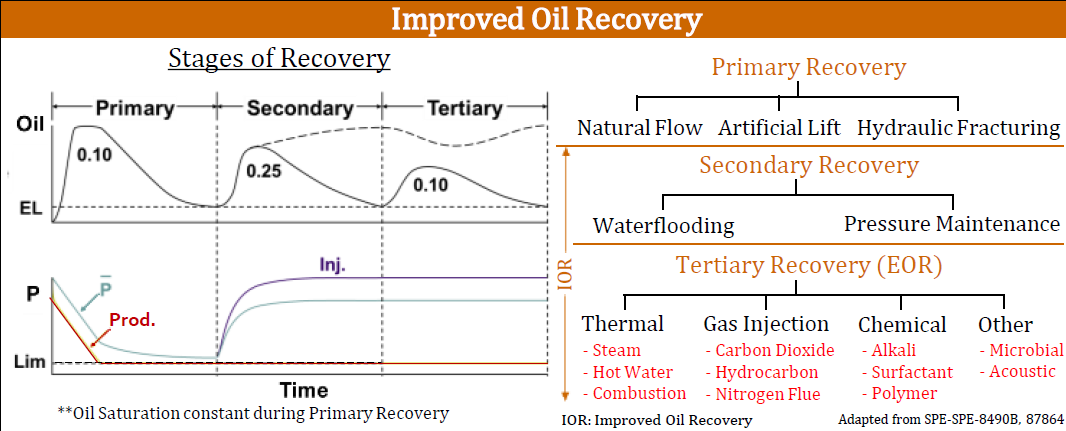 Improved Oil Recovery
Stages of Recovery
Primary Secondary Tertiary
Oil
0.10
0.25
0.10
EL
Inj.
P
P̅
Prod.
Lim
Time
**Oil Saturation constant during Primary Recovery
Primary Recovery
Natural Flow Artificial Lift Hydraulic Fracturing
Secondary Recovery
Waterflooding Pressure Maintenance
IOR
Tertiary Recovery (EOR)
Thermal Gas Injection Chemical Other
- Steam - Carbon Dioxide - Alkali - Microbial
- Hot Water - Hydrocarbon - Surfactant - Acoustic
- Combustion - Nitrogen Flue - Polymer
IOR: Improved Oil Recovery Adapted from SPE-SPE-8490B, 87864